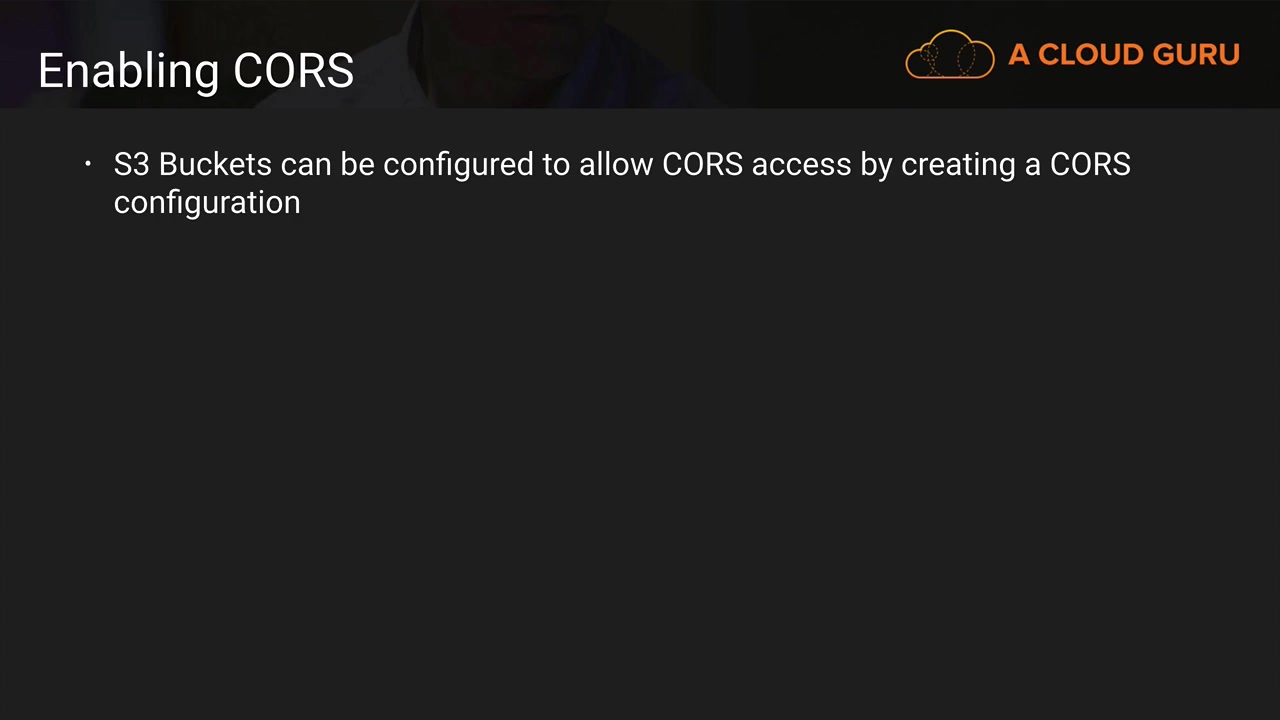 Enabling CORS
A CLOUD GURU
· S3 Buckets can be configured to allow CORS access by creating a CORS
configuration